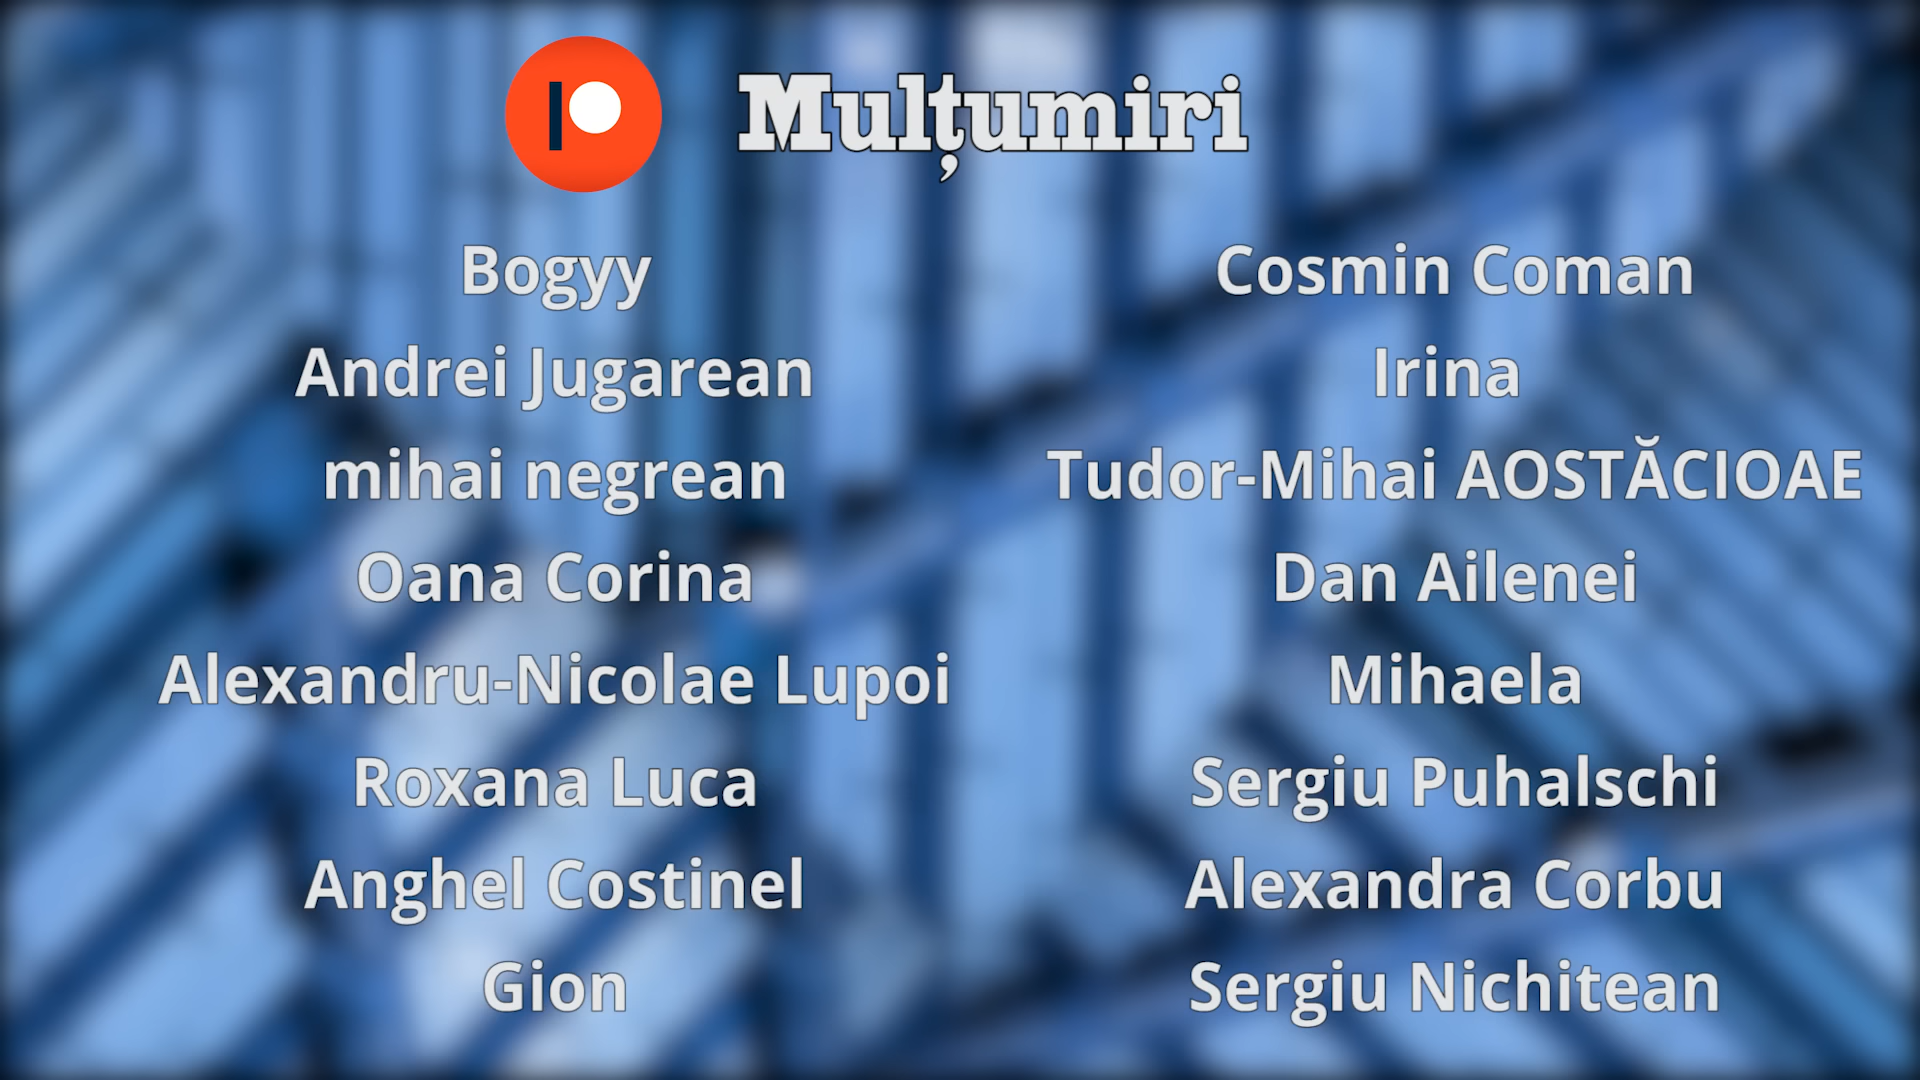 Mulțumiri
Bogyy
Andrei Jugarean
mihai negrean
Oana Corina
Alexandru-Nicolae Lupoi
Roxana Luca
Anghel Costinel
Gion
Cosmin Coman
Irina
Tudor-Mihai AOSTĂCIOAE
Dan Ailenei
Mihaela
Sergiu Puhalschi
Alexandra Corbu
Sergiu Nichitean